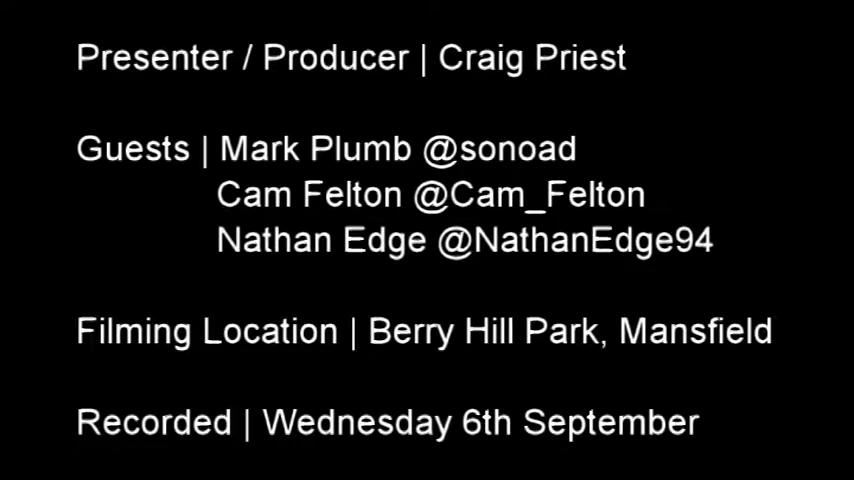 Presenter / Producer | Craig Priest
Guests | Mark Plumb @sonoad
Cam Felton @Cam_Felton
Nathan Edge @NathanEdge94
Filming Location | Berry Hill Park, Mansfield
Recorded | Wednesday 6th September